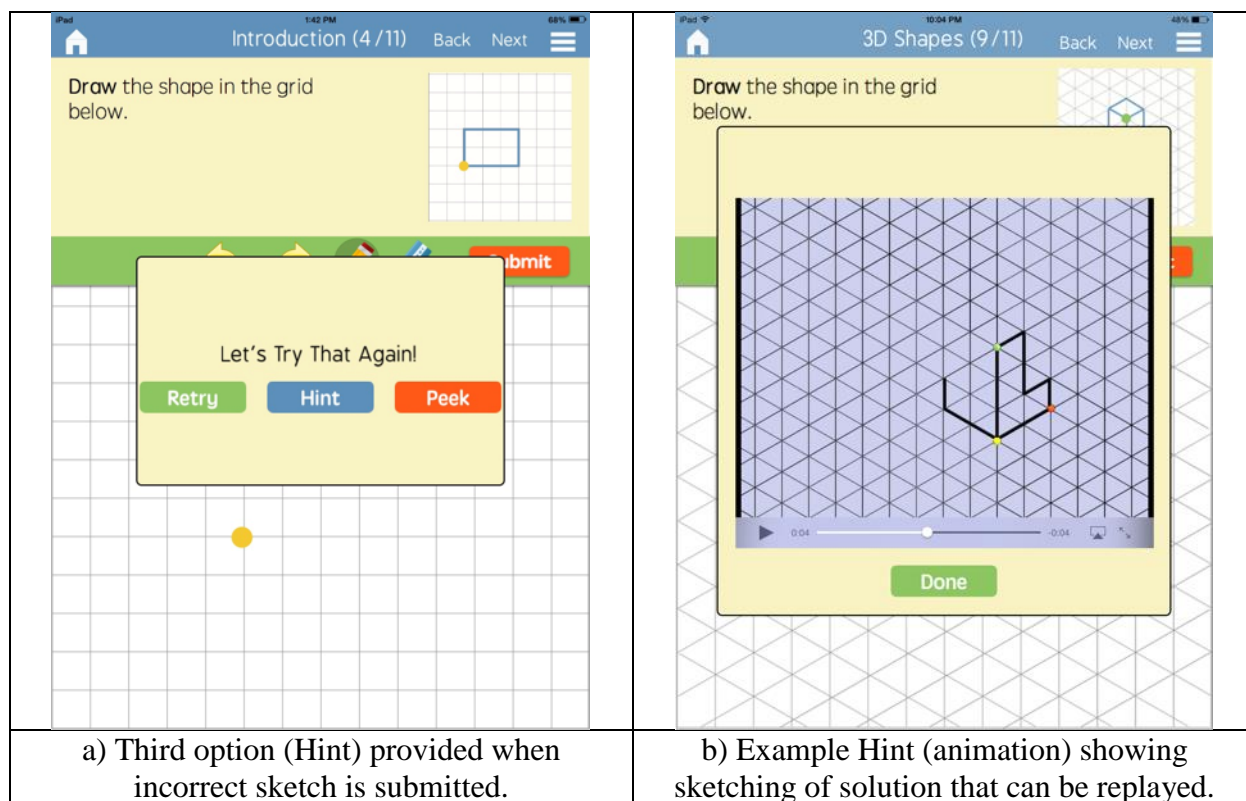 iPad 1:42 PM 68%
Introduction (4/11) Back Next
Draw the shape in the grid
below.
Submit
Let's Try That Again!
Retry Hint Peek
a) Third option (Hint) provided when
incorrect sketch is submitted.
iPad 10:04 PM 48%
3D Shapes (9/11) Back Next
Draw the shape in the grid
below.
0:04 -0:04
Done
b) Example Hint (animation) showing
sketching of solution that can be replayed.